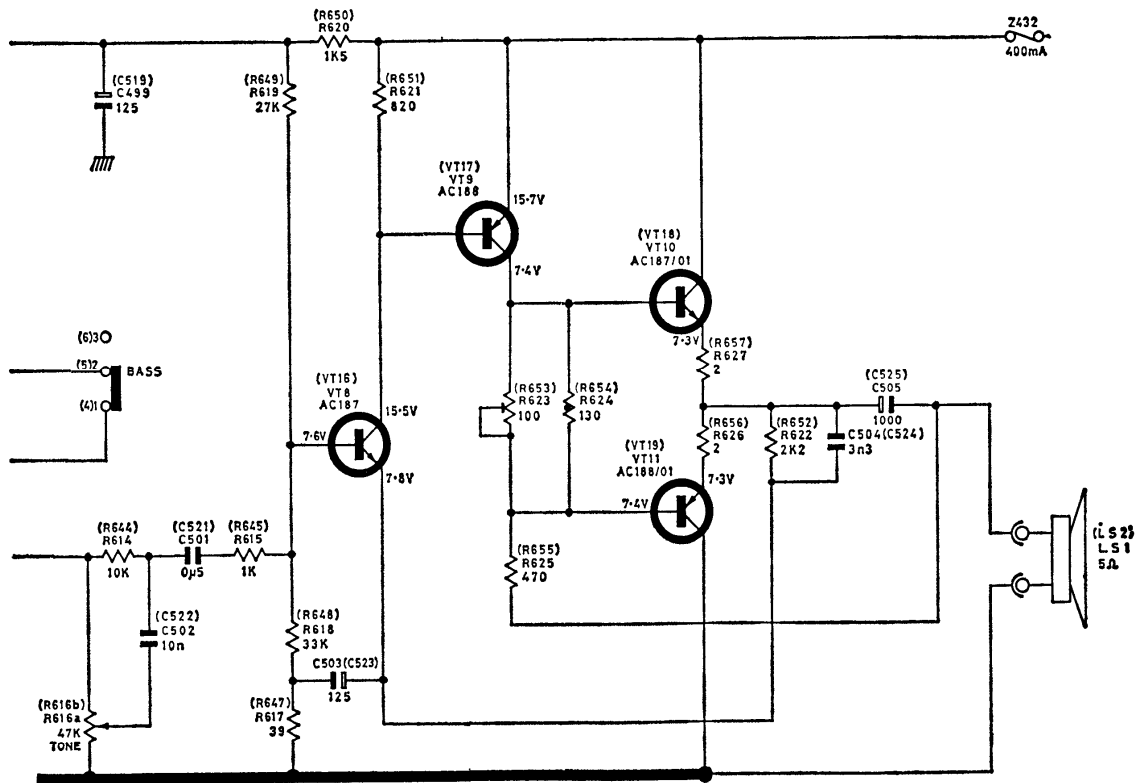 (R650)
R620
1K5
Z432
400mA
(C519)
C499
125
(R649)
R619
27K
(R651)
R621
820
(VT17)
VT9
AC188
15·7V
7·4V
(VT18)
VT10
AC187/01
7·3V
(R657)
R627
2
(6)3
(5)2
BASS
(4)1
(VT16)
VT8
AC187
15·5V
7·6V
7·8V
(R653)
R623
100
(R654)
R624
130
(R656)
R626
2
(R652)
R622
2K2
(C525)
C505
1000
C504(C524)
3n3
(VT19)
VT11
AC188/01
7·3V
7·4V
(R644)
R614
10K
(C521)
C501
0µ5
(R645)
R615
1K
(R655)
R625
470
(LS2)
LS1
5Ω
(C522)
C502
10n
(R648)
R618
33K
C503(C523)
125
(R616b)
R616a
47K
TONE
(R647)
R617
39